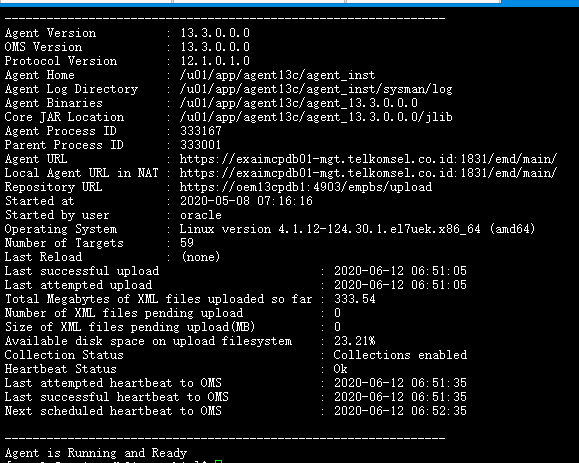 ---------------------------------------------------------------
Agent Version          : 13.3.0.0.0
OMS Version            : 13.3.0.0.0
Protocol Version       : 12.1.0.1.0
Agent Home             : /u01/app/agent13c/agent_inst
Agent Log Directory    : /u01/app/agent13c/agent_inst/sysman/log
Agent Binaries         : /u01/app/agent13c/agent_13.3.0.0.0
Core JAR Location      : /u01/app/agent13c/agent_13.3.0.0.0/jlib
Agent Process ID       : 333167
Parent Process ID      : 333001
Agent URL              : https://exaimcpdb01-mgt.telkomsel.co.id:1831/emd/main/
Local Agent URL in NAT : https://exaimcpdb01-mgt.telkomsel.co.id:1831/emd/main/
Repository URL         : https://oem13cpdb1:4903/empbs/upload
Started at             : 2020-05-08 07:16:16
Started by user        : oracle
Operating System       : Linux version 4.1.12-124.30.1.el7uek.x86_64 (amd64)
Number of Targets      : 59
Last Reload            : (none)
Last successful upload                       : 2020-06-12 06:51:05
Last attempted upload                        : 2020-06-12 06:51:05
Total Megabytes of XML files uploaded so far : 333.54
Number of XML files pending upload           : 0
Size of XML files pending upload(MB)         : 0
Available disk space on upload filesystem    : 23.21%
Collection Status                            : Collections enabled
Heartbeat Status                             : Ok
Last attempted heartbeat to OMS              : 2020-06-12 06:51:35
Last successful heartbeat to OMS             : 2020-06-12 06:51:35
Next scheduled heartbeat to OMS              : 2020-06-12 06:52:35
---------------------------------------------------------------
Agent is Running and Ready